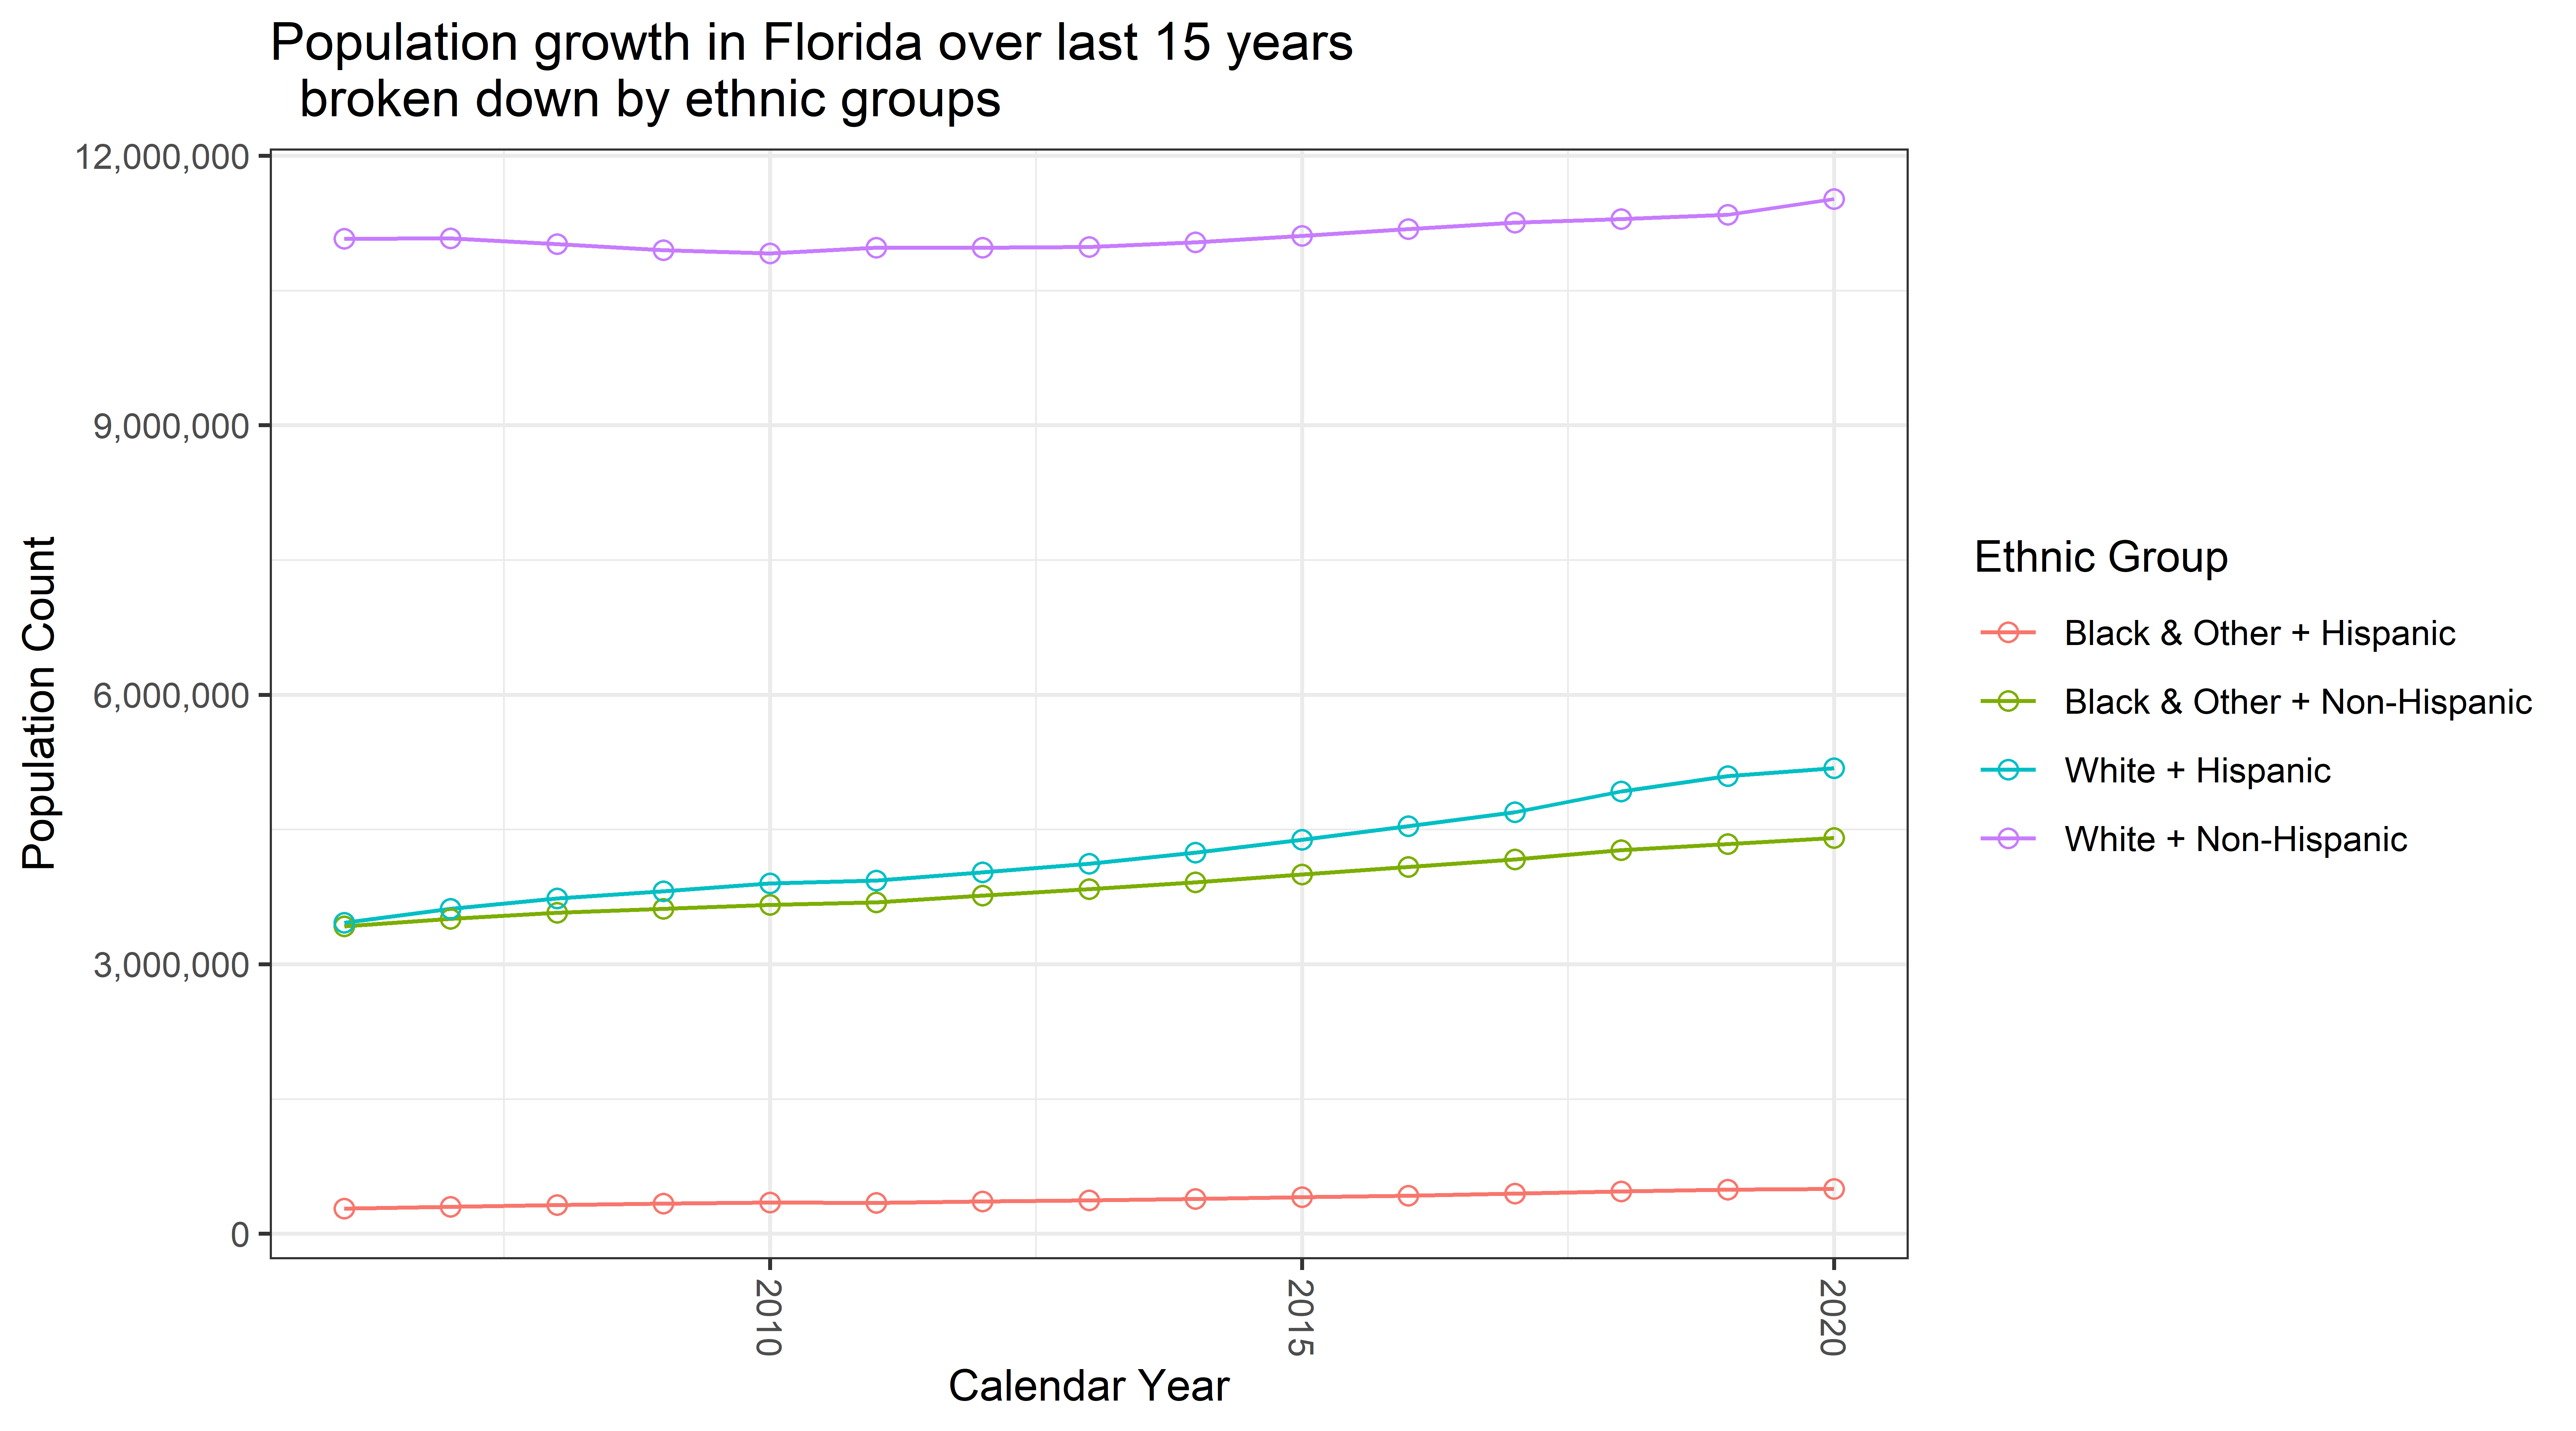 Population growth in Florida over last 15 years
broken down by ethnic groups
12,000,000
9,000,000
6,000,000
3,000,000
0
Population Count
2010
2015
2020
Calendar Year
Ethnic Group
Black & Other + Hispanic
Black & Other + Non-Hispanic
White + Hispanic
White + Non-Hispanic